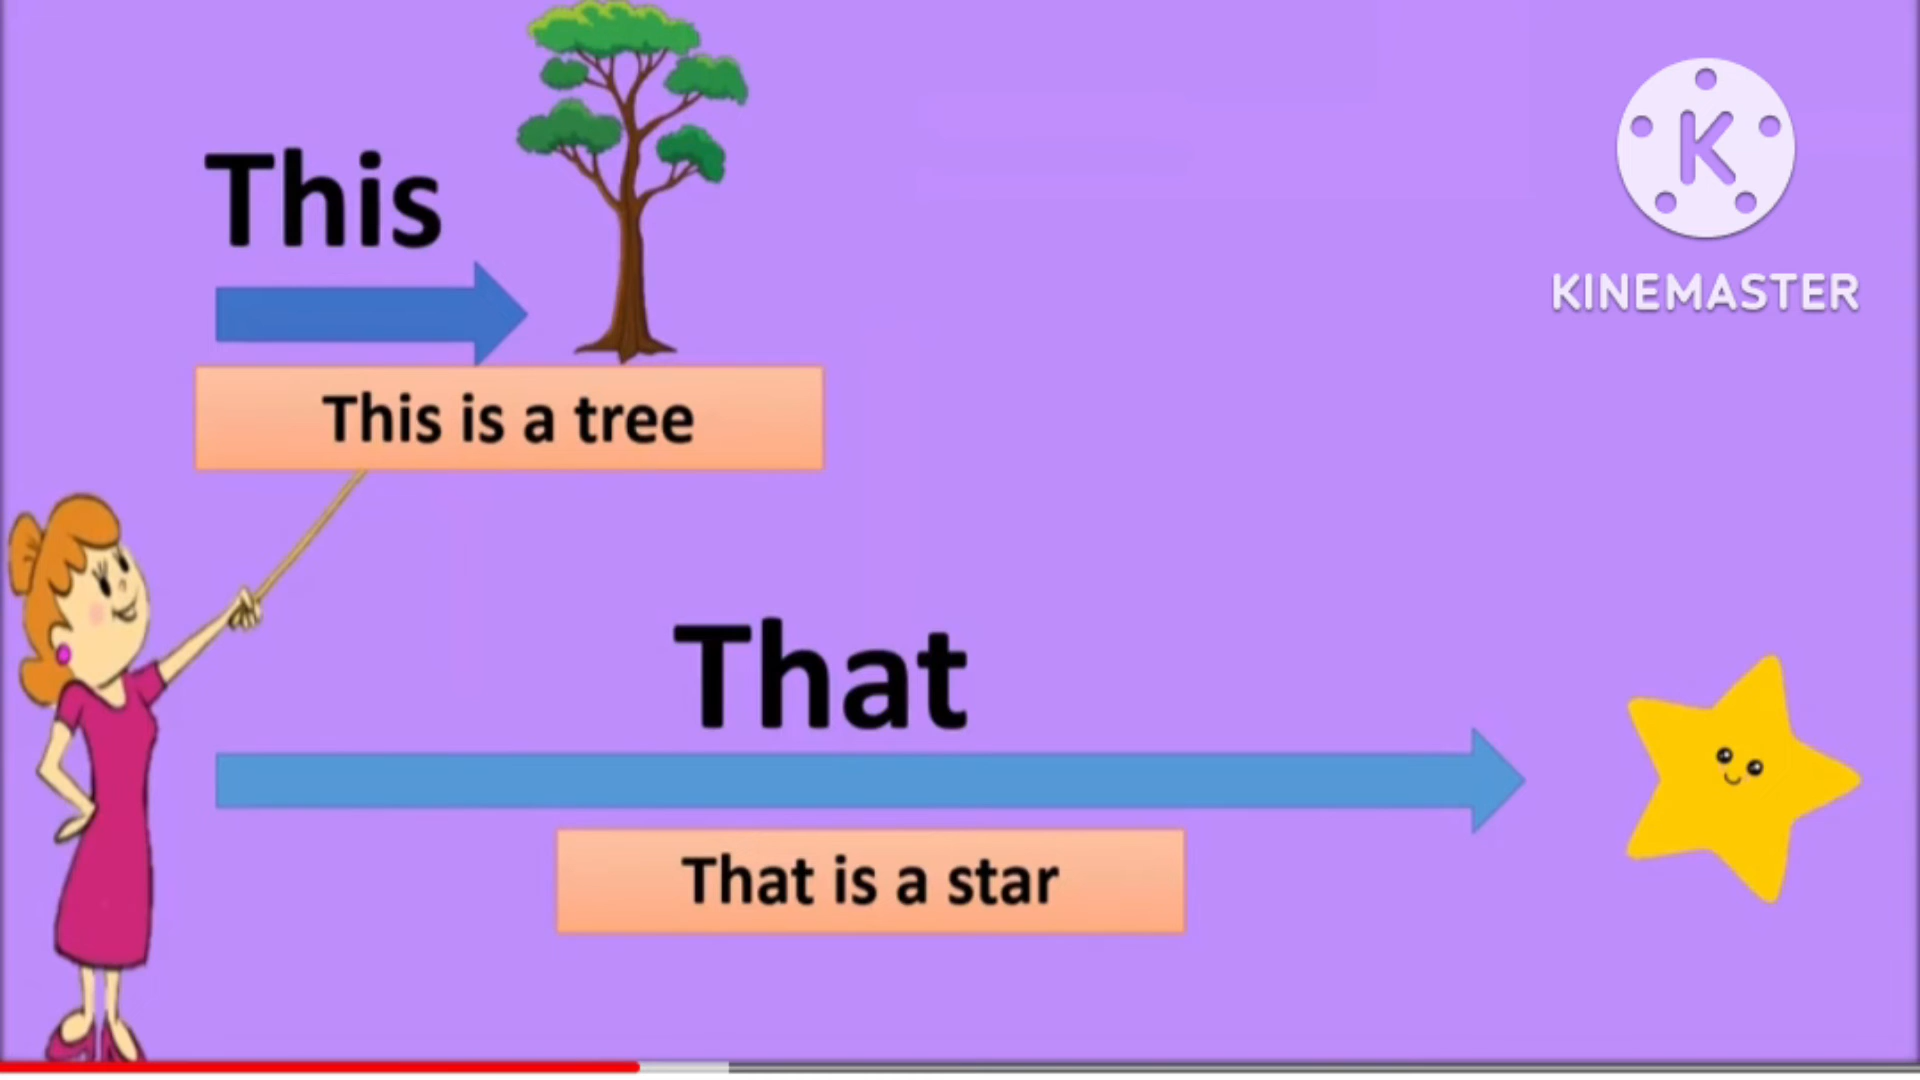 This
This is a tree
K
KINEMASTER
That
That is a star